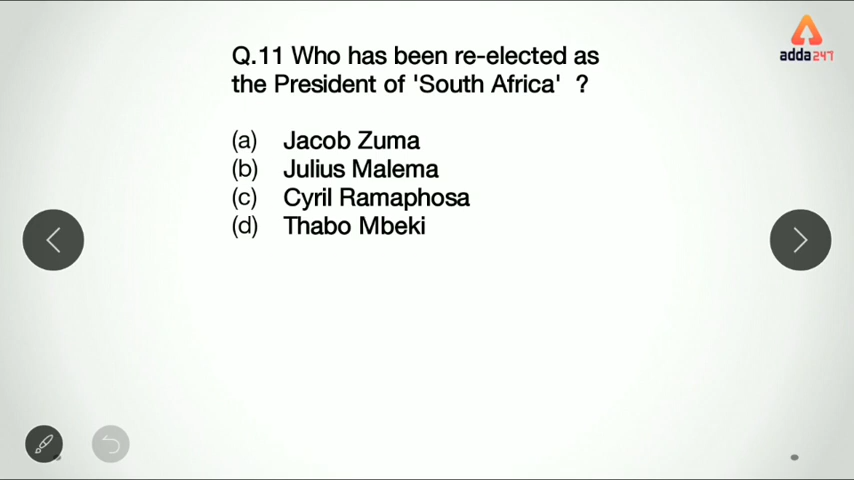 adda247
Q.11 Who has been re-elected as
the President of 'South Africa' ?
(a) Jacob Zuma
(b) Julius Malema
(c) Cyril Ramaphosa
(d) Thabo Mbeki